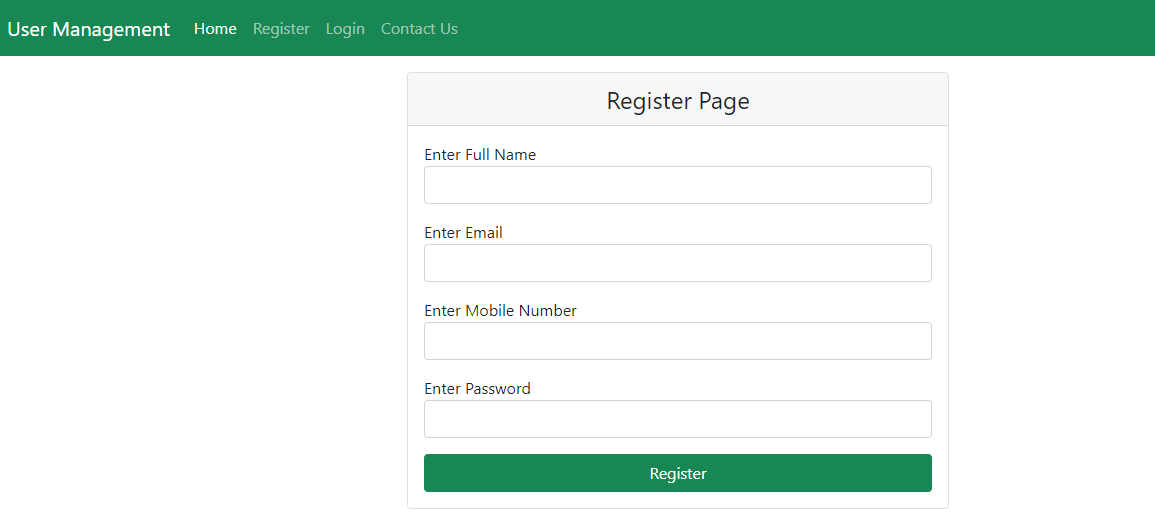 User Management Home Register Login Contact Us
Register Page
Enter Full Name
Enter Email
Enter Mobile Number
Enter Password
Register